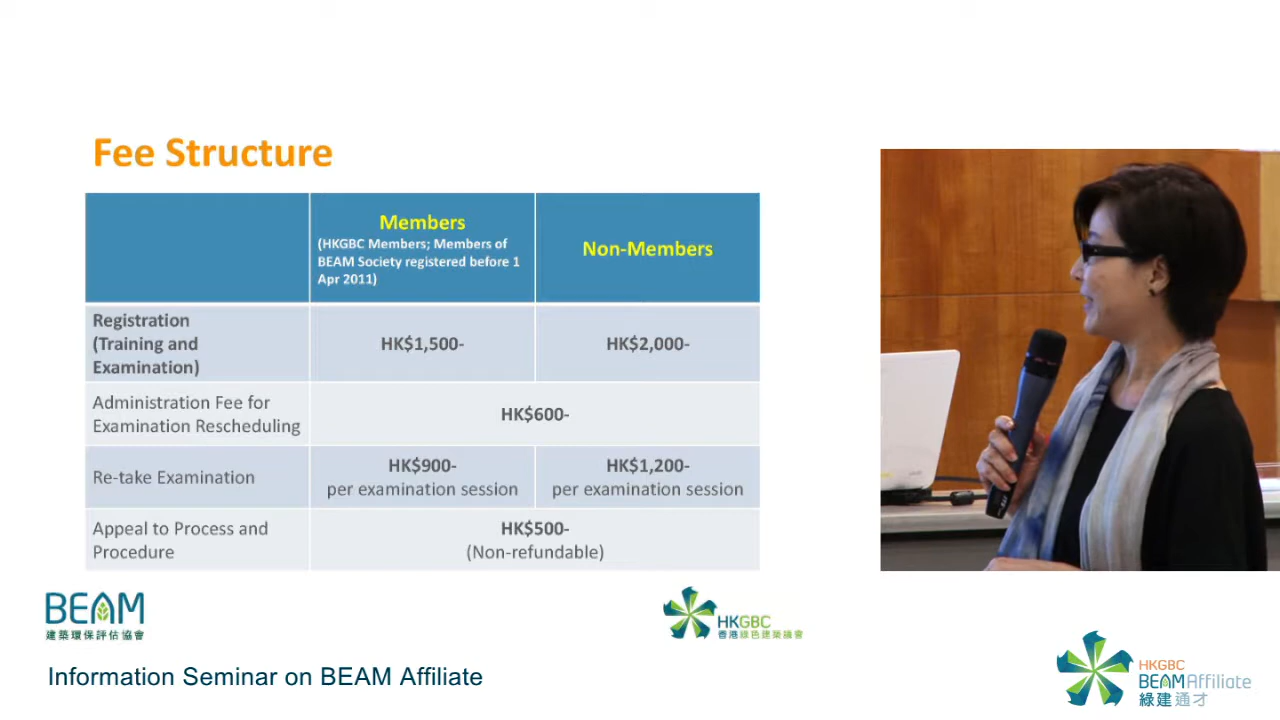 Fee Structure
Members
(HKGBC Members; Members of
BEAM Society registered before 1
Apr 2011)
Non-Members
Registration
(Training and
Examination)
HK$1,500-
HK$2,000-
Administration Fee for
Examination Rescheduling
HK$600-
Re-take Examination
HK$900-
per examination session
HK$1,200-
per examination session
Appeal to Process and
Procedure
HK$500-
(Non-refundable)
BEAM
建築環保評估協會
HKGBC
香港綠色建築議會
Information Seminar on BEAM Affiliate
HKGBC
BEAM Affiliate
綠建通才